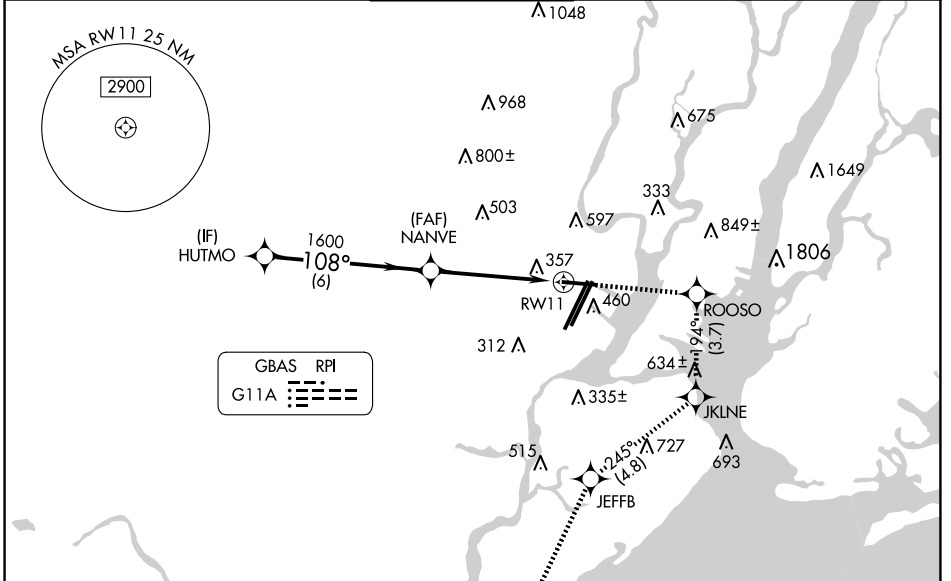 MSA RW11 25 NM
2900
1048
968
675
800±
1649
333
503
597
849±
(FAF)
NANVE
(IF)
HUTMO
1600
108°
(6)
1806
357
RW11
460
ROOSO
194°
(3.7)
312
GBAS RPI
G11A
634±
335±
JKLNE
245°
(4.8)
727
693
515
JEFFB